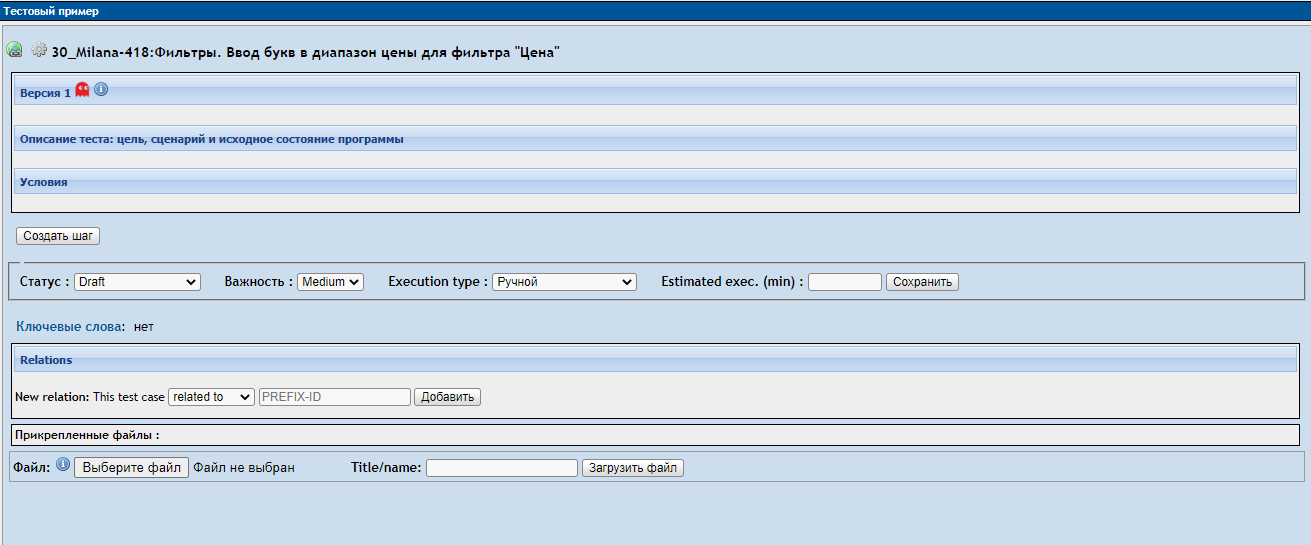 Тестовый пример
30_Milana-418:Фильтры. Ввод букв в диапазон цены для фильтра "Цена"
Версия 1
Описание теста: цель, сценарий и исходное состояние программы
Условия
Создать шаг
Статус : Draft Важность : Medium Execution type : Ручной Estimated exec. (min) : Сохранить
Ключевые слова: нет
Relations
New relation: This test case related to PREFIX-ID Добавить
Прикрепленные файлы :
Файл: Выберите файл Файл не выбран Title/name: Загрузить файл